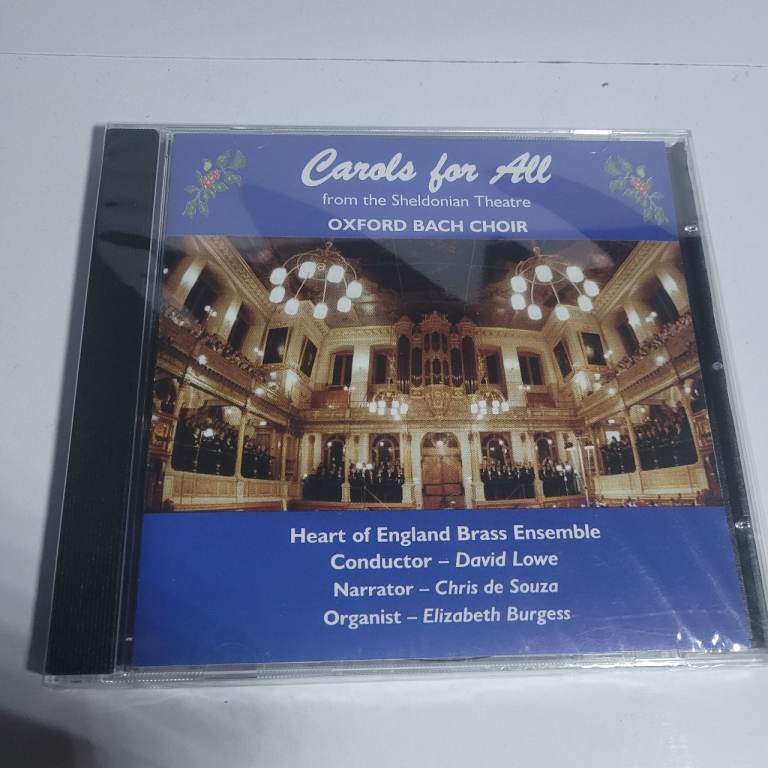 Carols for All
from the Sheldonian Theatre
OXFORD BACH CHOIR
Heart of England Brass Ensemble
Conductor – David Lowe
Narrator – Chris de Souza
Organist – Elizabeth Burgess